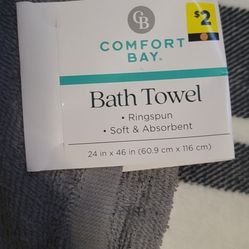 CB
$2
COMFORT
BAY®
Bath Towel
• Ringspun
• Soft & Absorbent
24 in x 46 in (60.9 cm x 116 cm)